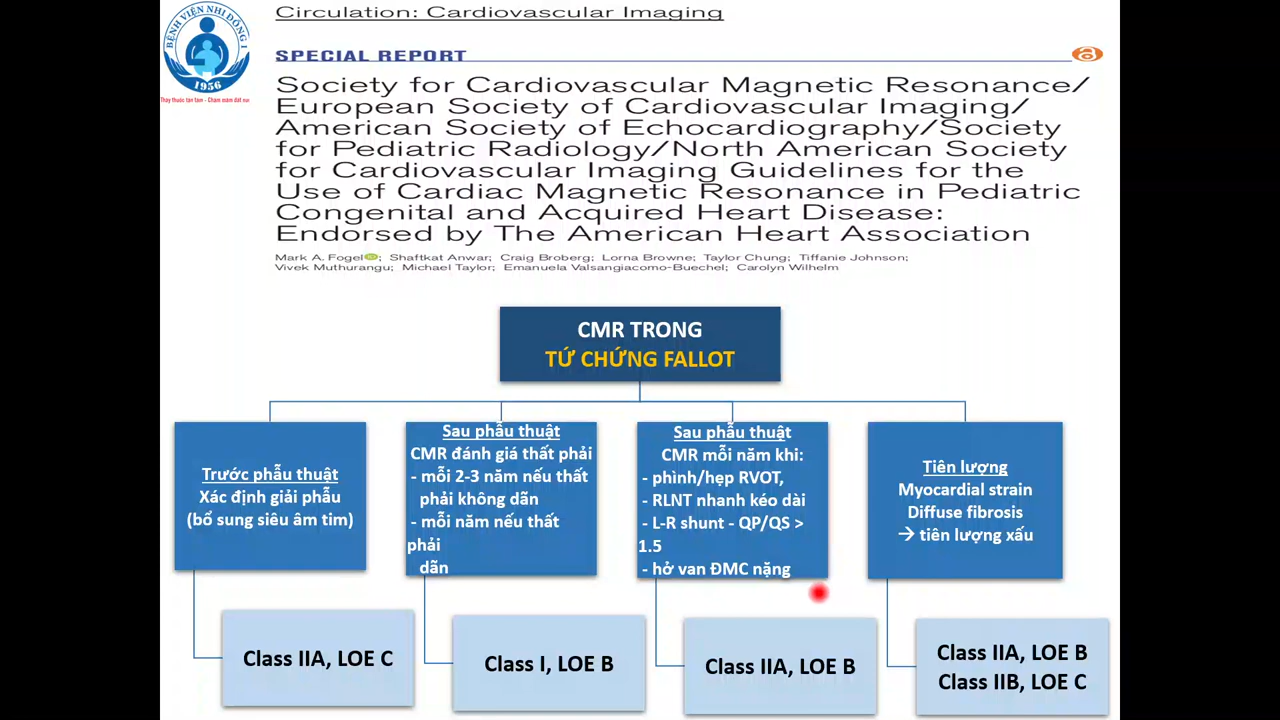 Circulation: Cardiovascular Imaging
BỆNH VIỆN NHI ĐỒNG 1
1956
SPECIAL REPORT
Society for Cardiovascular Magnetic Resonance/
European Society of Cardiovascular Imaging/
American Society of Echocardiography/Society
for Pediatric Radiology/North American Society
for Cardiovascular Imaging Guidelines for the
Use of Cardiac Magnetic Resonance in Pediatric
Congenital and Acquired Heart Disease:
Endorsed by The American Heart Association
Mark A. Fogel; Shaftkat Anwar; Craig Broberg; Lorna Browne; Taylor Chung; Tiffanie Johnson;
Vivek Muthurangu; Michael Taylor; Emanuela Valsangiacomo-Buechel; Carolyn Wilhelm
CMR TRONG
TỨ CHỨNG FALLOT
Trước phẫu thuật
Xác định giải phẫu
(bổ sung siêu âm tim)
Class IIA, LOE C
Sau phẫu thuật
CMR đánh giá thất phải
- mỗi 2-3 năm nếu thất
phải không dãn
- mỗi năm nếu thất
phải
dãn
Class I, LOE B
Sau phẫu thuật
CMR mỗi năm khi:
- phình/hẹp RVOT,
- RLNT nhanh kéo dài
- L-R shunt - QP/QS >
1.5
- hở van ĐMC nặng
Class IIA, LOE B
Tiên lượng
Myocardial strain
Diffuse fibrosis
→ tiên lượng xấu
Class IIA, LOE B
Class IIB, LOE C